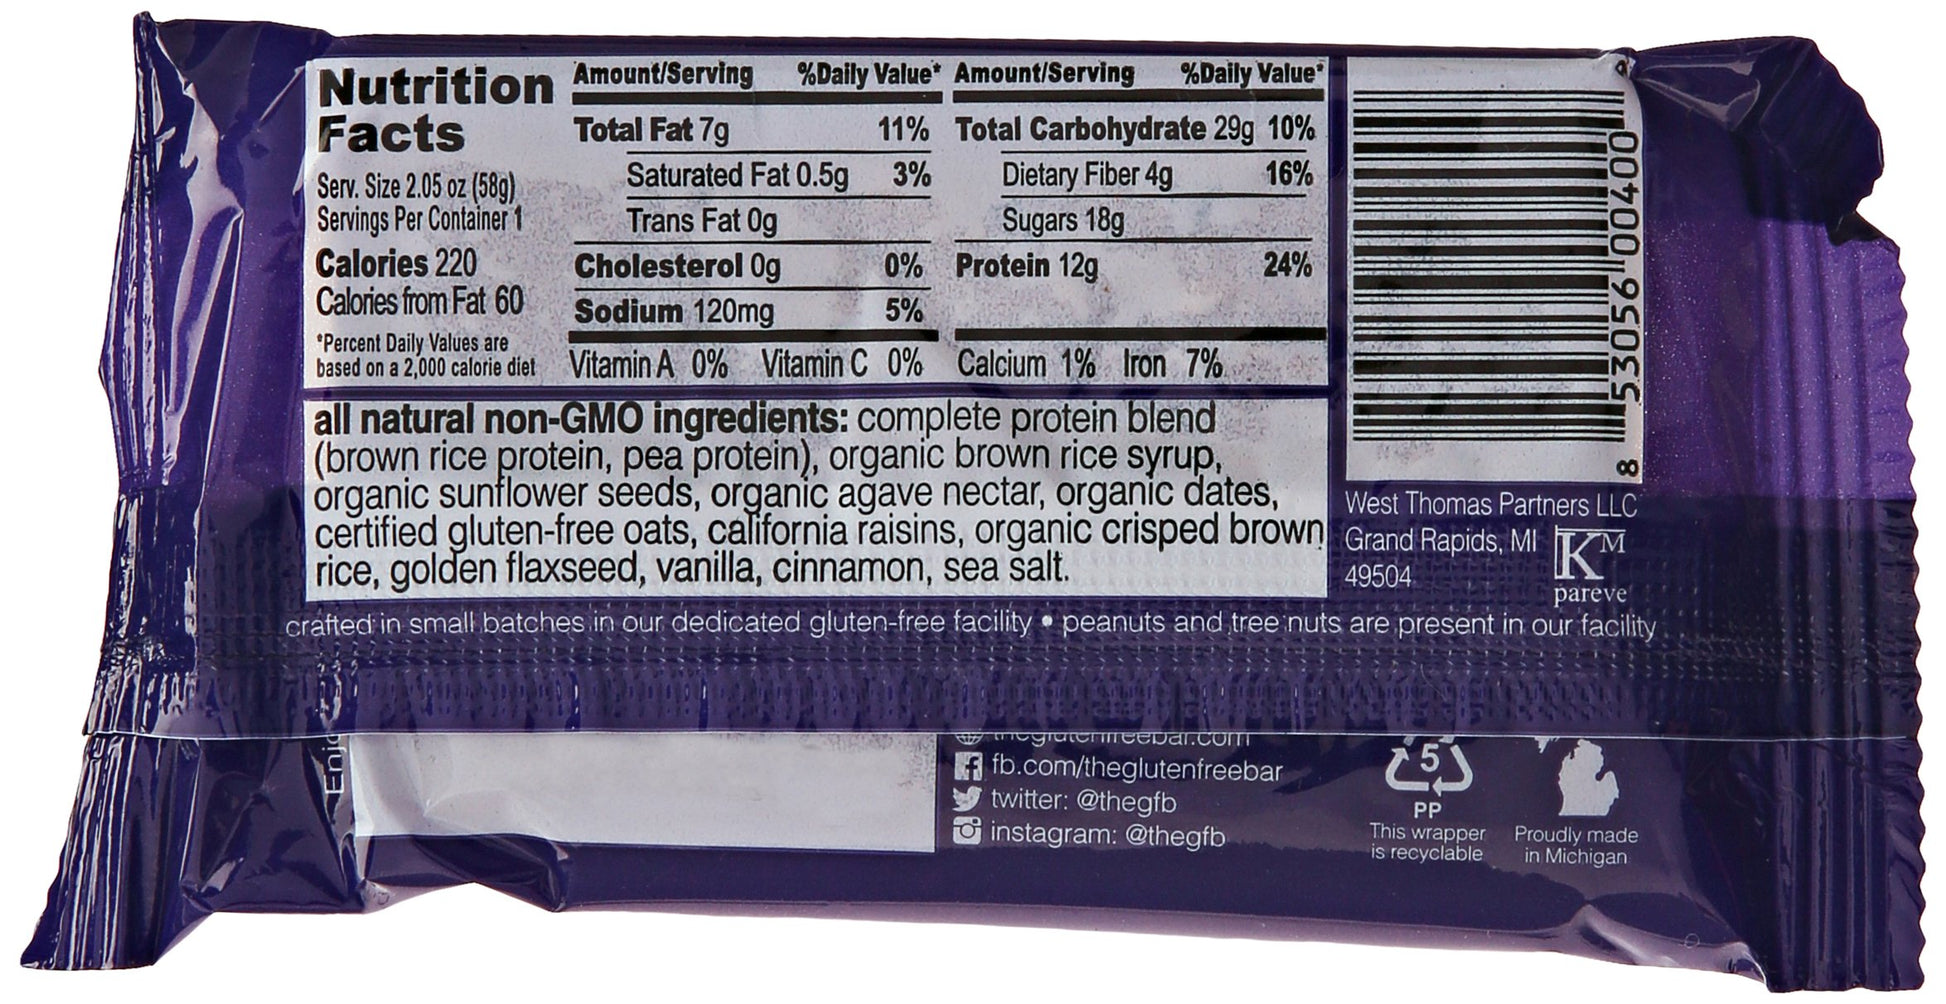 Nutrition
Facts
Serv. Size 2.05 oz (58g)
Servings Per Container 1
Calories 220
Calories from Fat 60
*Percent Daily Values are
based on a 2,000 calorie diet
Amount/Serving %Daily Value*
Total Fat 7g 11%
Saturated Fat 0.5g 3%
Trans Fat 0g
Cholesterol 0g 0%
Sodium 120mg 5%
Vitamin A 0% Vitamin C 0%
Amount/Serving %Daily Value*
Total Carbohydrate 29g 10%
Dietary Fiber 4g 16%
Sugars 18g
Protein 12g 24%
Calcium 1% Iron 7%
all natural non-GMO ingredients: complete protein blend
(brown rice protein, pea protein), organic brown rice syrup,
organic sunflower seeds, organic agave nectar, organic dates,
certified gluten-free oats, california raisins, organic crisped brown
rice, golden flaxseed, vanilla, cinnamon, sea salt.
8 53056 00400 2
West Thomas Partners LLC
Grand Rapids, MI
49504
KM
pareve
crafted in small batches in our dedicated gluten-free facility • peanuts and tree nuts are present in our facility
theglutenfreebar.com
fb.com/theglutenfreebar
twitter: @thegfb
instagram: @thegfb
5
PP
This wrapper
is recyclable
Proudly made
in Michigan